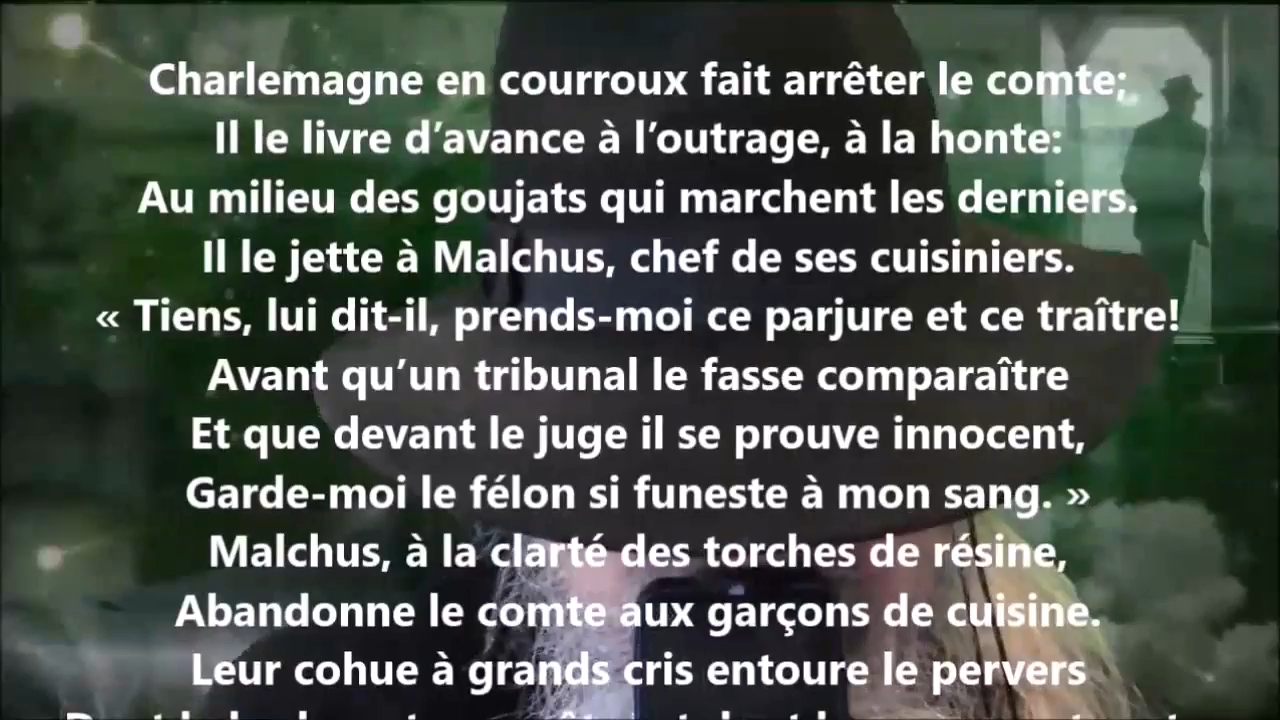 Charlemagne en courroux fait arrêter le comte;
Il le livre d’avance à l’outrage, à la honte:
Au milieu des goujats qui marchent les derniers.
Il le jette à Malchus, chef de ses cuisiniers.
« Tiens, lui dit-il, prends-moi ce parjure et ce traître!
Avant qu’un tribunal le fasse comparaître
Et que devant le juge il se prouve innocent,
Garde-moi le félon si funeste à mon sang. »
Malchus, à la clarté des torches de résine,
Abandonne le comte aux garçons de cuisine.
Leur cohue à grands cris entoure le pervers